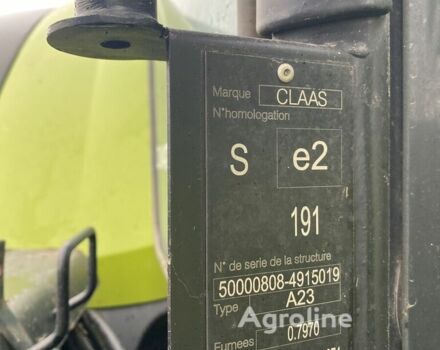 Marque CLAAS
N°homologation
S e2
191
N° de serie de la structure
50000808-4915019
Type A23
Fumees 0.7970
Agroline